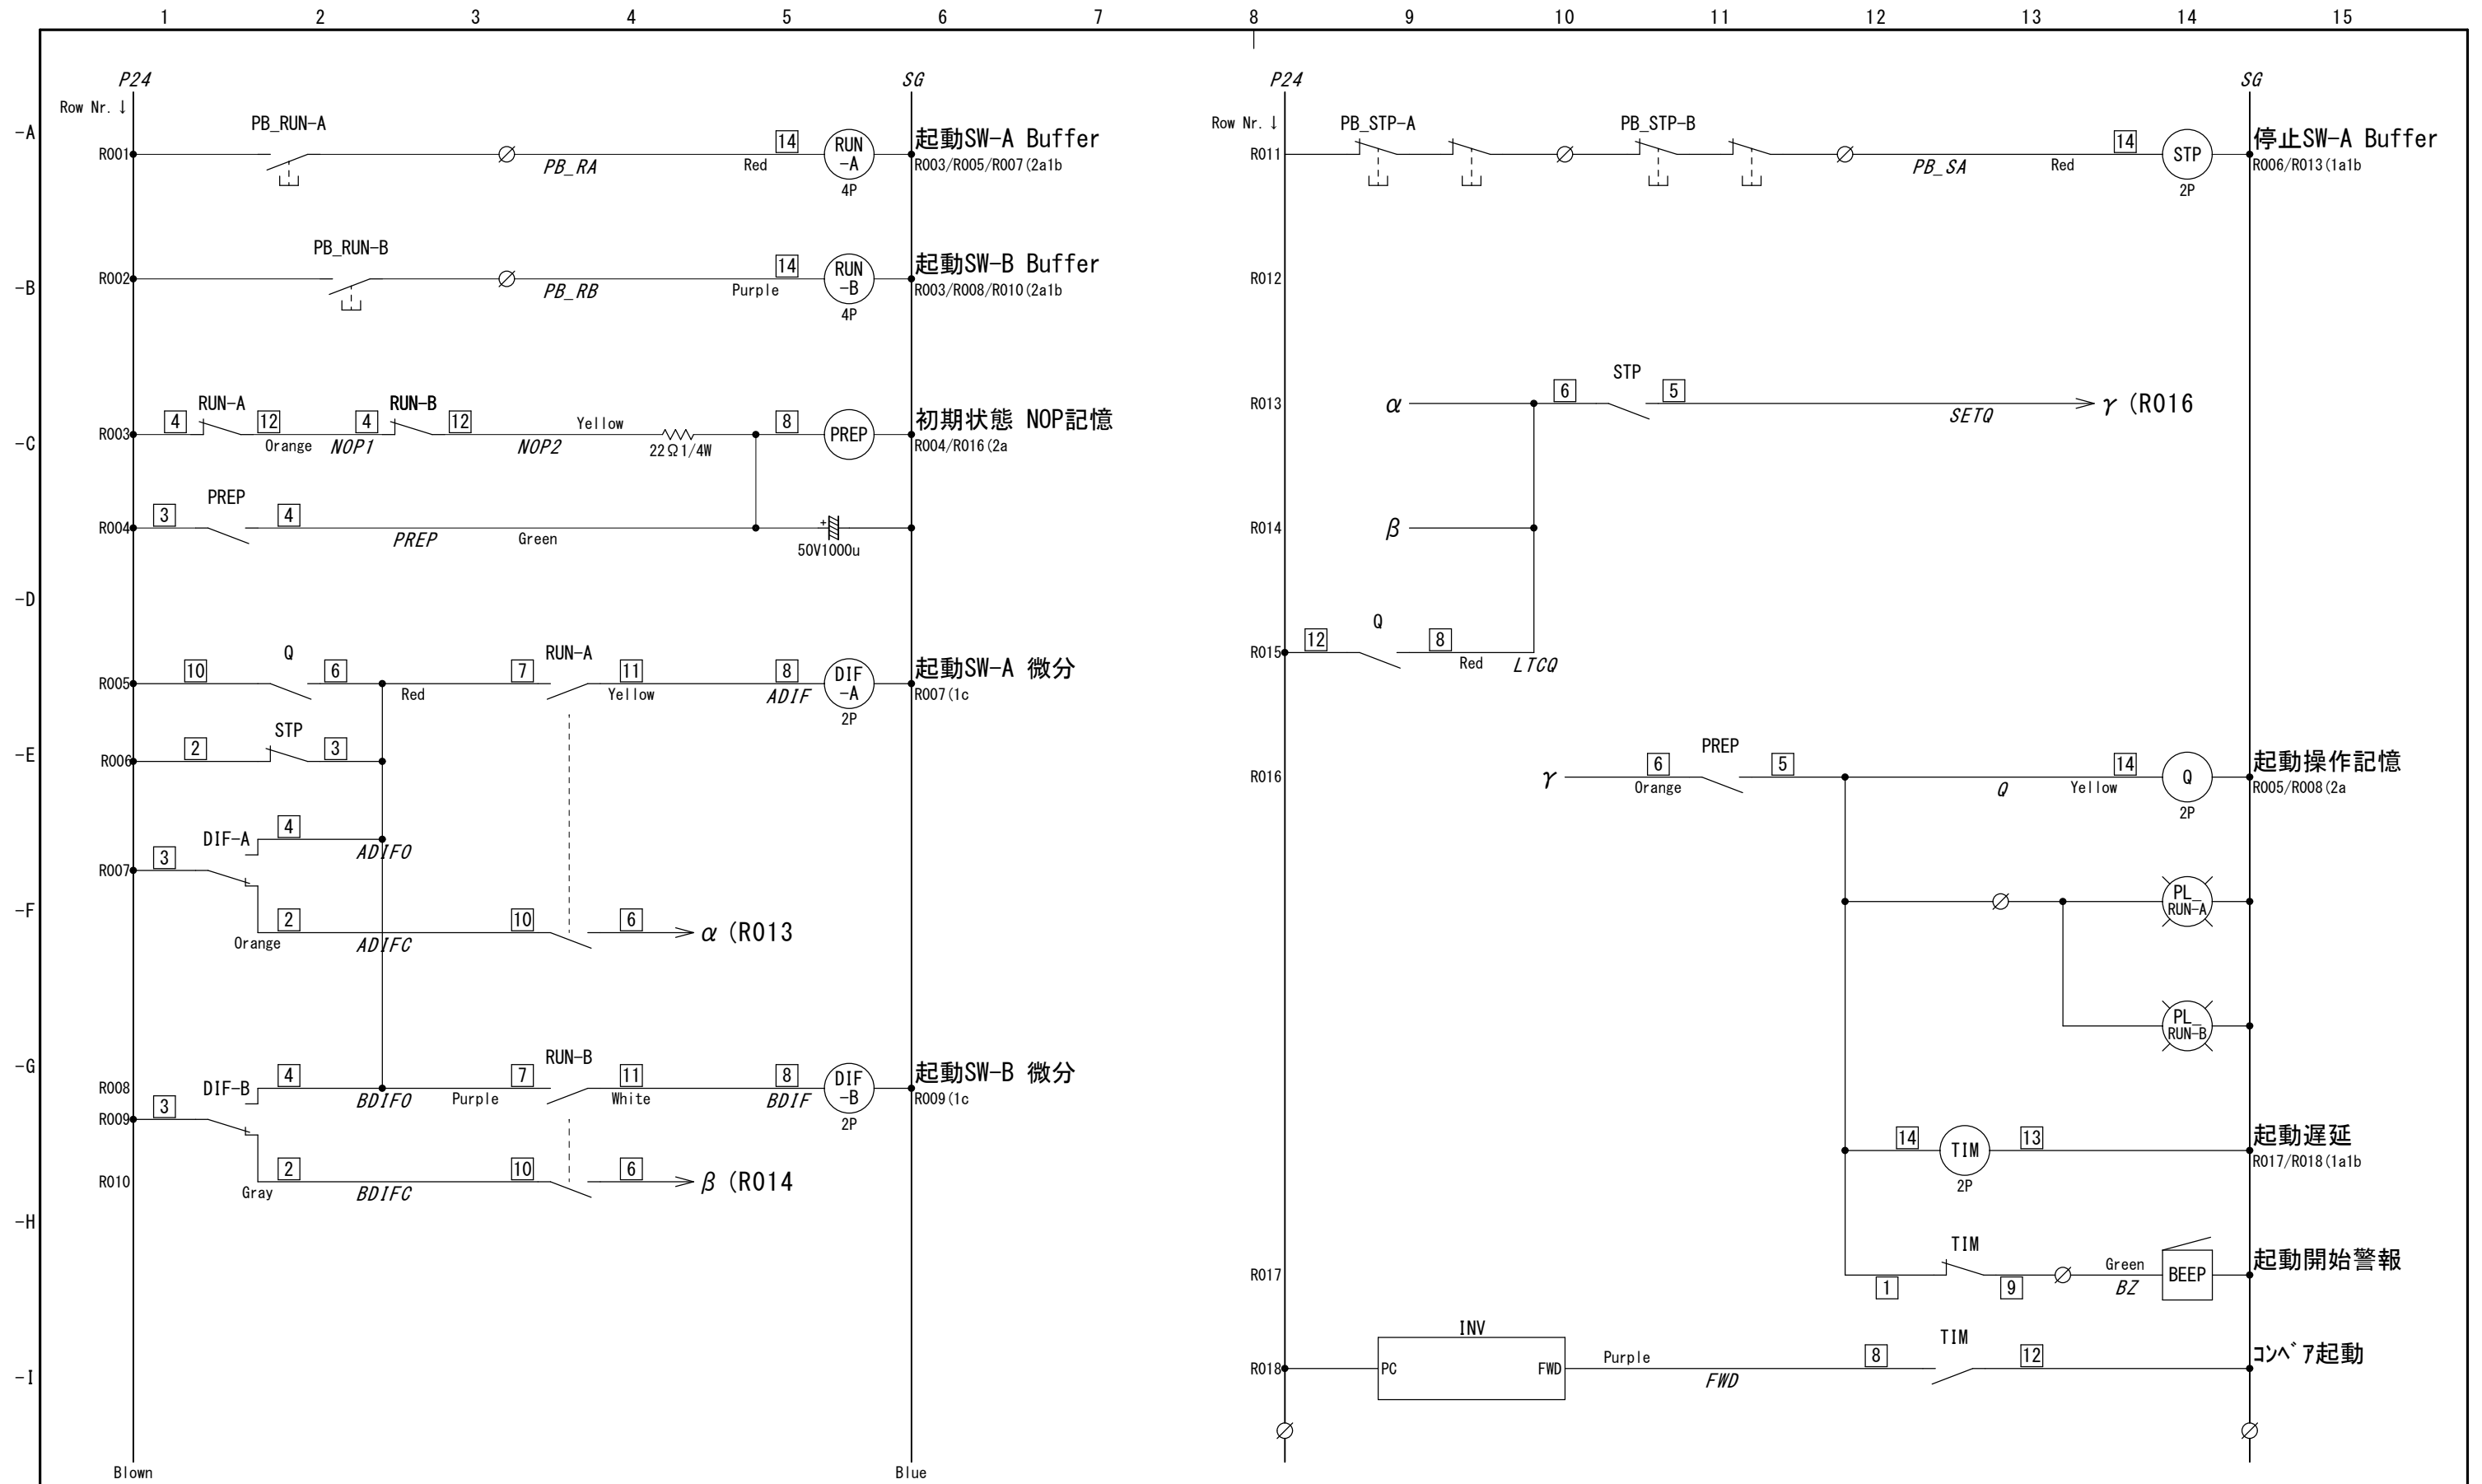 1 2 3 4 5 6 7 8 9 10 11 12 13 14 15
-A
-B
-C
-D
-E
-F
-G
-H
-I
P24 SG
Row Nr. ↓
PB_RUN-A
R001 PB_RA Red 14 RUN-A 4P
起動SW-A Buffer
R003/R005/R007(2a1b
PB_RUN-B
R002 PB_RB Purple 14 RUN-B 4P
起動SW-B Buffer
R003/R008/R010(2a1b
R003 4 RUN-A 12 Orange NOP1 4 RUN-B 12 NOP2 Yellow 22Ω1/4W 8 PREP
初期状態 NOP記憶
R004/R016(2a
R004 3 PREP 4 PREP Green + 50V1000u
R005 10 Q 6 Red 7 RUN-A 11 Yellow 8 ADIF DIF-A 2P
起動SW-A 微分
R007(1c
R006 2 STP 3
R007 3 DIF-A 4 ADIFO
2 Orange ADIFC 10 6 α (R013
R008 DIF-B 4 BDIFO Purple 7 RUN-B 11 White 8 BDIF DIF-B 2P
起動SW-B 微分
R009(1c
R009 3
R010 2 Gray BDIFC 10 6 β (R014
Blown Blue
P24 SG
Row Nr. ↓
R011 PB_STP-A PB_STP-B PB_SA Red 14 STP 2P
停止SW-A Buffer
R006/R013(1a1b
R012
R013 α 6 STP 5 SETQ γ (R016
R014 β
R015 12 Q 8 Red LTCQ
R016 γ 6 Orange PREP 5 Q Yellow 14 Q 2P
起動操作記憶
R005/R008(2a
PL_RUN-A
PL_RUN-B
14 TIM 13 2P
起動遅延
R017/R018(1a1b
R017 1 TIM 9 Green BZ BEEP
起動開始警報
R018 INV PC FWD Purple FWD 8 TIM 12
コンベア起動